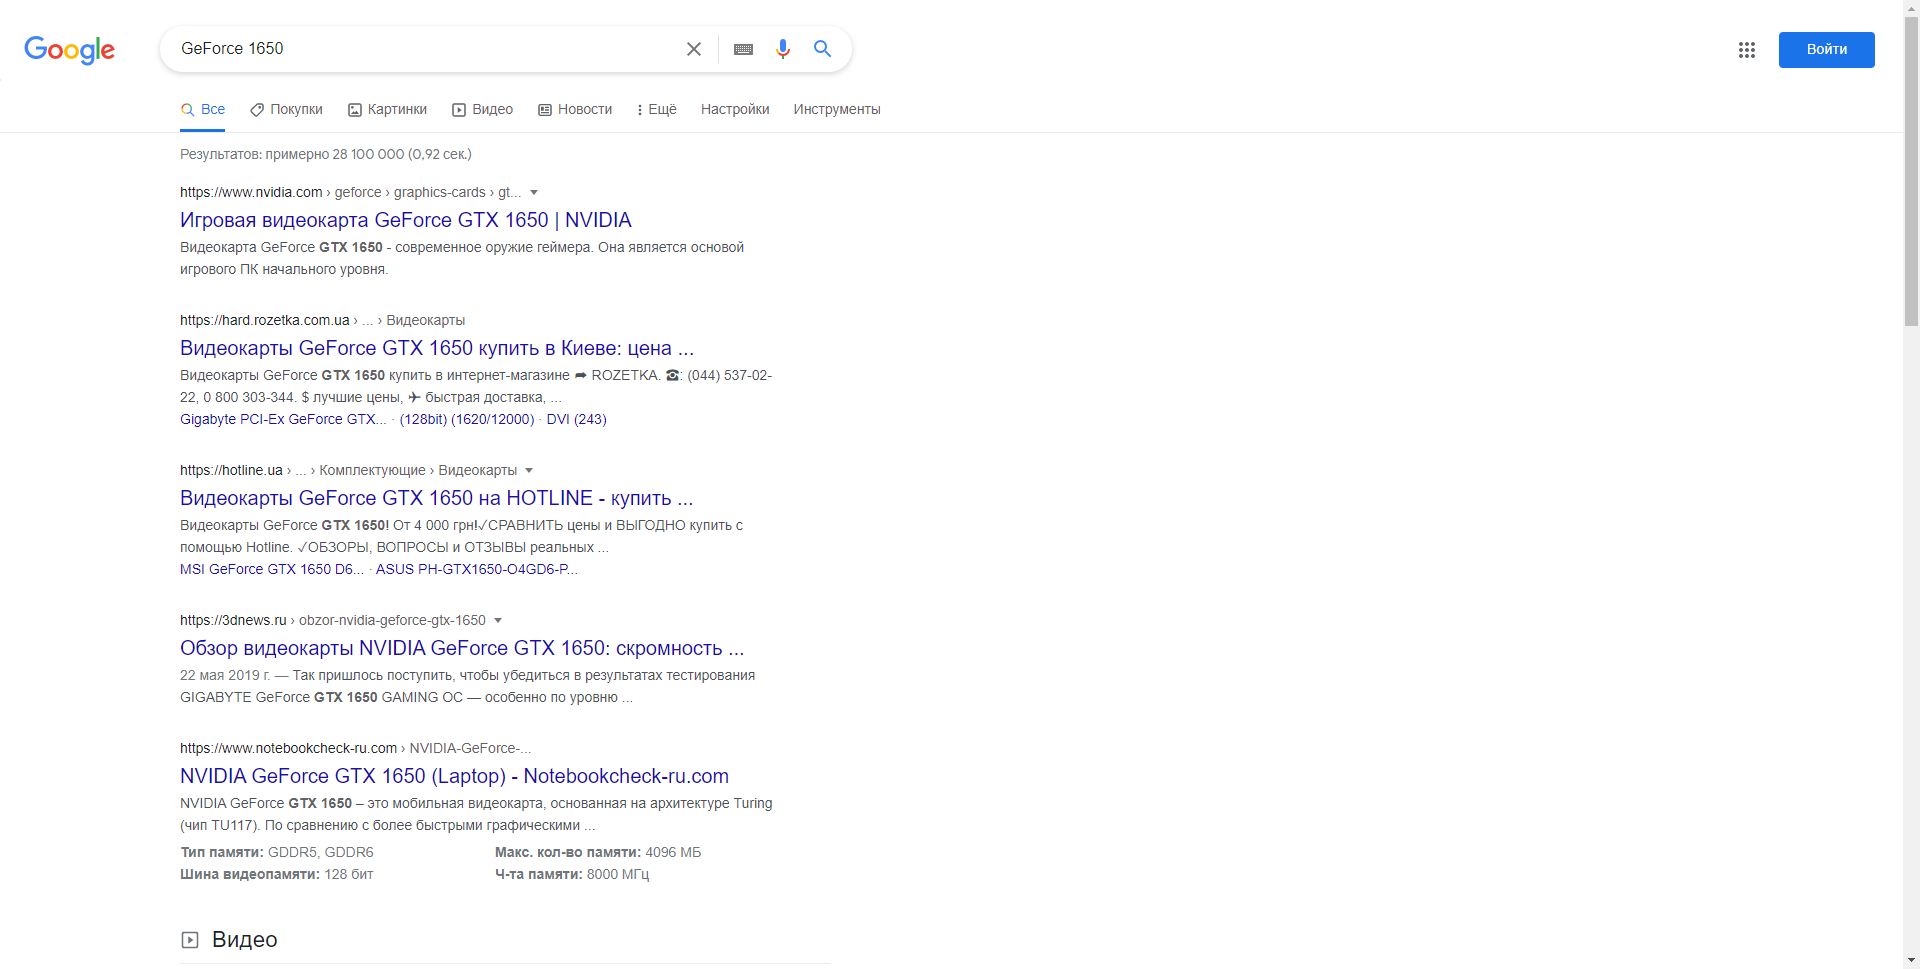 Google
GeForce 1650
Войти
Все
Покупки
Картинки
Видео
Новости
Ещё
Настройки
Инструменты
Результатов: примерно 28 100 000 (0,92 сек.)
https://www.nvidia.com › geforce › graphics-cards › gt...
Игровая видеокарта GeForce GTX 1650 | NVIDIA
Видеокарта GeForce GTX 1650 - современное оружие геймера. Она является основой
игрового ПК начального уровня.
https://hard.rozetka.com.ua › ... › Видеокарты
Видеокарты GeForce GTX 1650 купить в Киеве: цена ...
Видеокарты GeForce GTX 1650 купить в интернет-магазине ➦ ROZETKA. ☎: (044) 537-02-
22, 0 800 303-344. $ лучшие цены, ✈ быстрая доставка, ...
Gigabyte PCI-Ex GeForce GTX... · (128bit) (1620/12000) · DVI (243)
https://hotline.ua › ... › Комплектующие › Видеокарты
Видеокарты GeForce GTX 1650 на HOTLINE - купить ...
Видеокарты GeForce GTX 1650! От 4 000 грн!✓СРАВНИТЬ цены и ВЫГОДНО купить с
помощью Hotline. ✓ОБЗОРЫ, ВОПРОСЫ и ОТЗЫВЫ реальных ...
MSI GeForce GTX 1650 D6... · ASUS PH-GTX1650-O4GD6-P...
https://3dnews.ru › obzor-nvidia-geforce-gtx-1650
Обзор видеокарты NVIDIA GeForce GTX 1650: скромность ...
22 мая 2019 г. — Так пришлось поступить, чтобы убедиться в результатах тестирования
GIGABYTE GeForce GTX 1650 GAMING OC — особенно по уровню ...
https://www.notebookcheck-ru.com › NVIDIA-GeForce-...
NVIDIA GeForce GTX 1650 (Laptop) - Notebookcheck-ru.com
NVIDIA GeForce GTX 1650 – это мобильная видеокарта, основанная на архитектуре Turing
(чип TU117). По сравнению с более быстрыми графическими ...
Тип памяти: GDDR5, GDDR6
Макс. кол-во памяти: 4096 МБ
Шина видеопамяти: 128 бит
Ч-та памяти: 8000 МГц
Видео